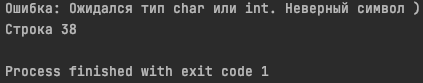 Ошибка: Ожидался тип char или int. Неверный символ )
Строка 38
Process finished with exit code 1